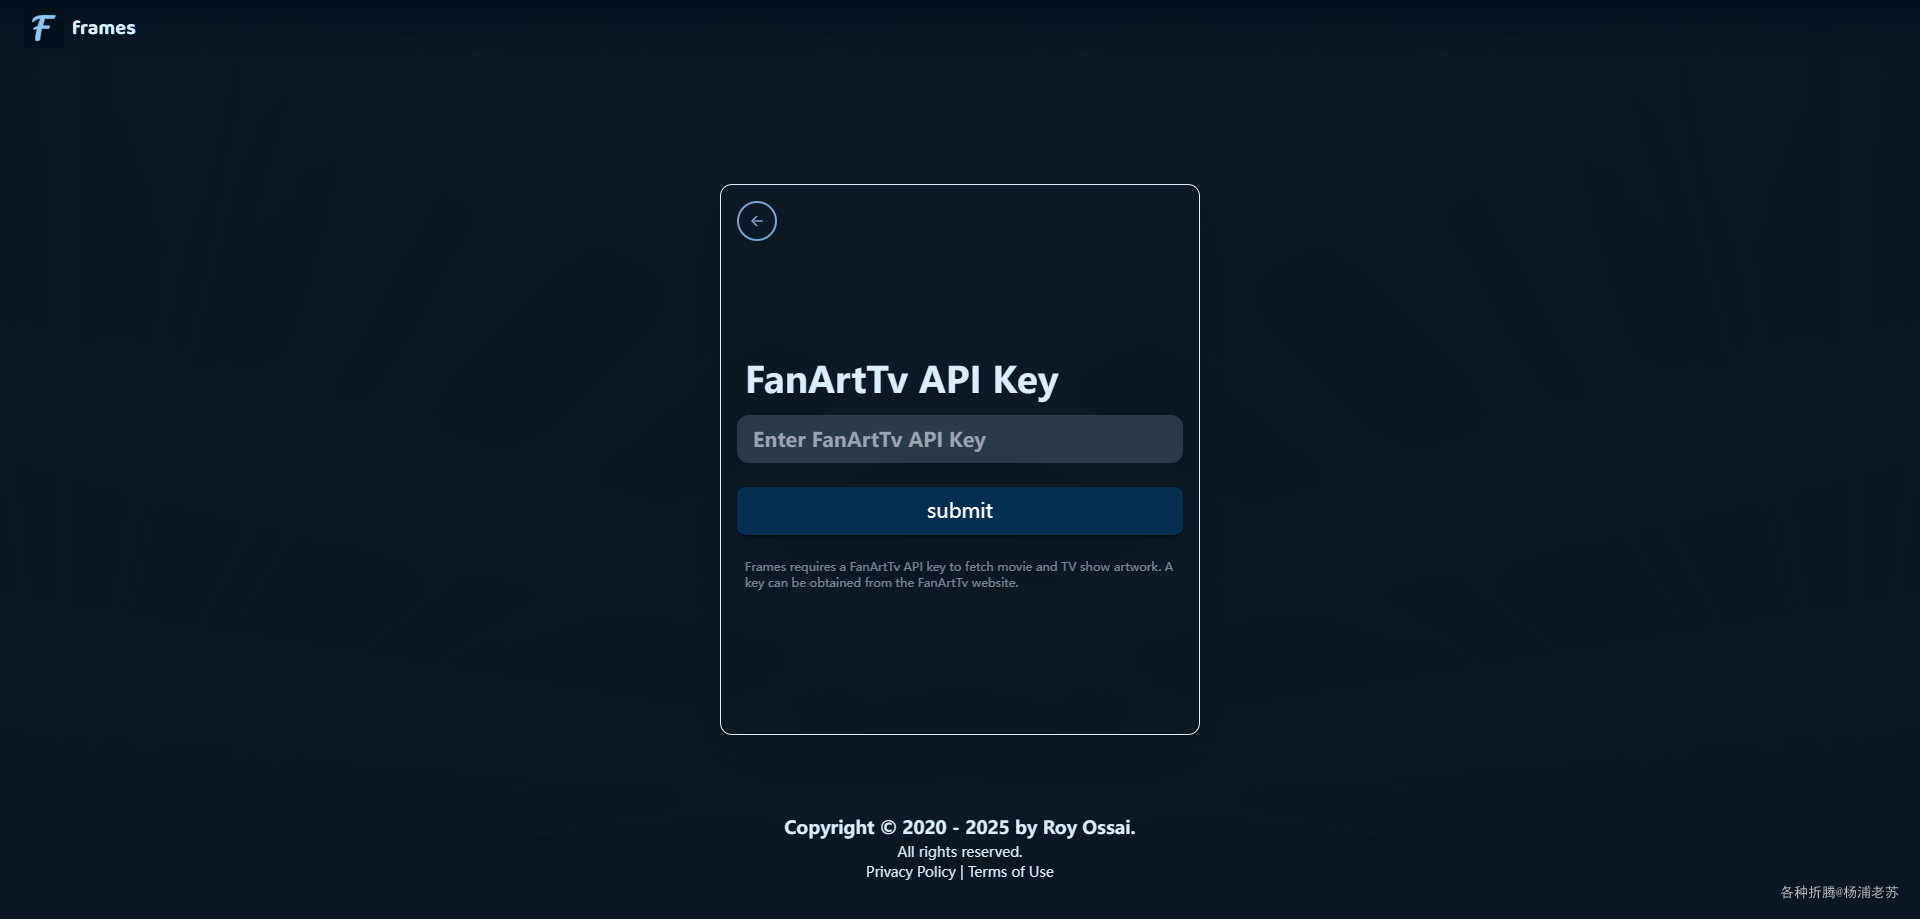 frames
FanArtTv API Key
Enter FanArtTv API Key
submit
Frames requires a FanArtTv API key to fetch movie and TV show artwork. A
key can be obtained from the FanArtTv website.
Copyright © 2020 - 2025 by Roy Ossai.
All rights reserved.
Privacy Policy | Terms of Use
各种折腾@杨浦老苏